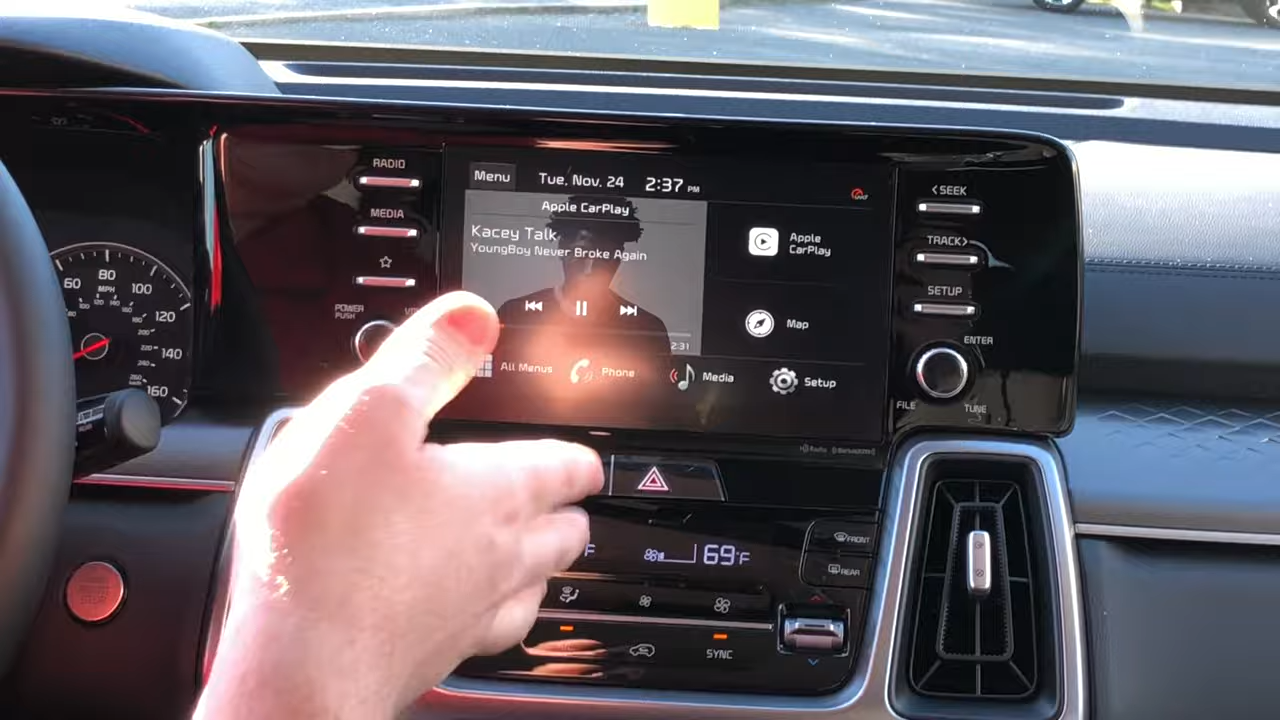 RADIO
MEDIA
POWER
PUSH
Menu
Tue, Nov, 24
2:37 PM
Apple CarPlay
Kacey Talk
YoungBoy Never Broke Again
2:31
Apple
CarPlay
Map
All Menus
Phone
Media
Setup
< SEEK
TRACK >
SETUP
ENTER
FILE
TUNE
60
80
MPH
100
120
140
160
F
69°F
FRONT
REAR
SYNC